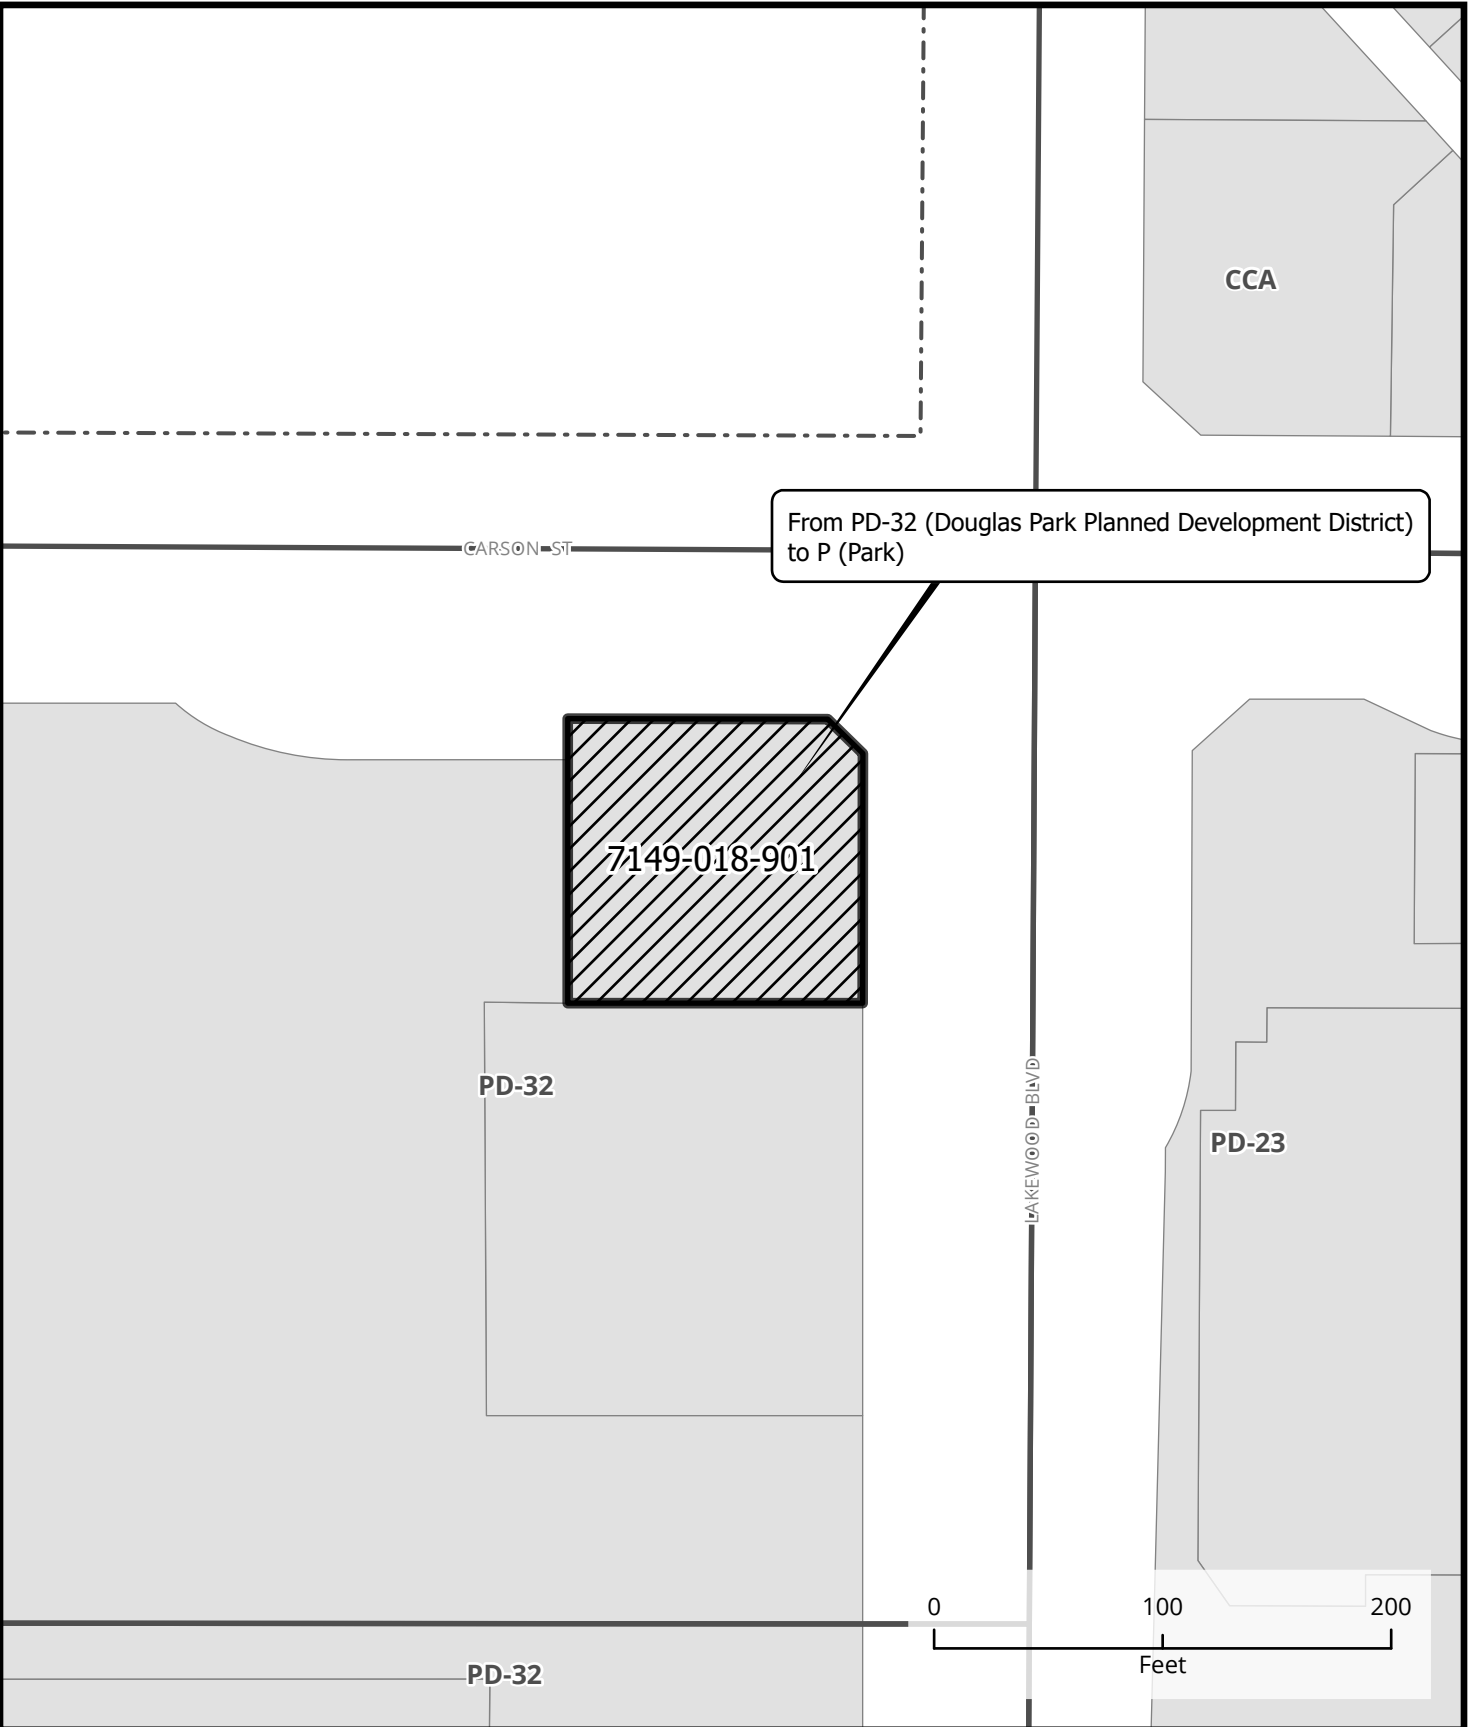 CCA
From PD-32 (Douglas Park Planned Development District)
to P (Park)
CARSON ST
7149-018-901
PD-32
LAKEWOOD BLVD
PD-23
0 100 200
Feet
PD-32